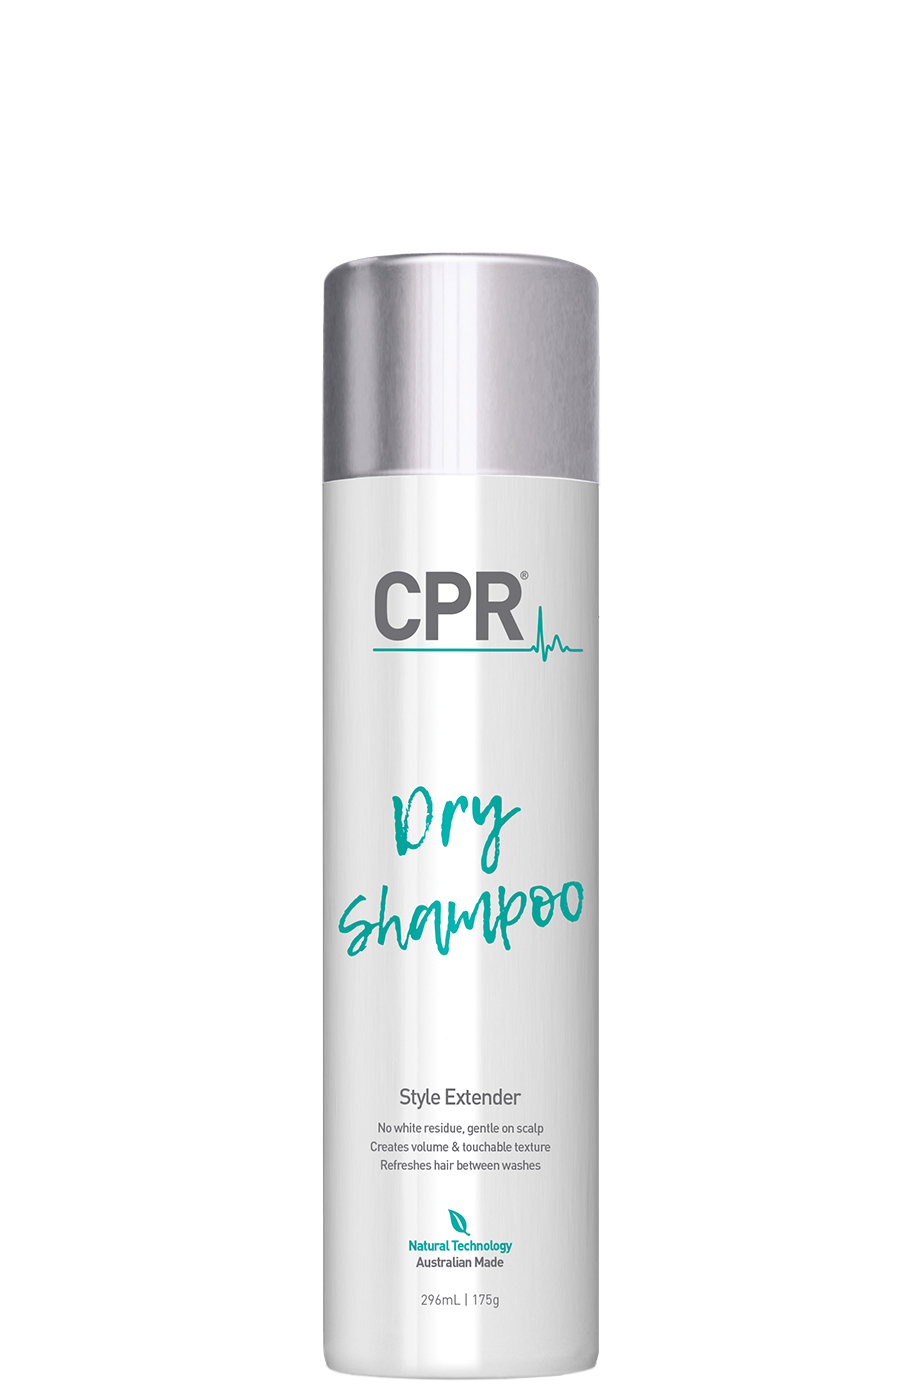 CPR®
Dry
Shampoo
Style Extender
No white residue, gentle on scalp
Creates volume & touchable texture
Refreshes hair between washes
Natural Technology
Australian Made
296mL | 175g